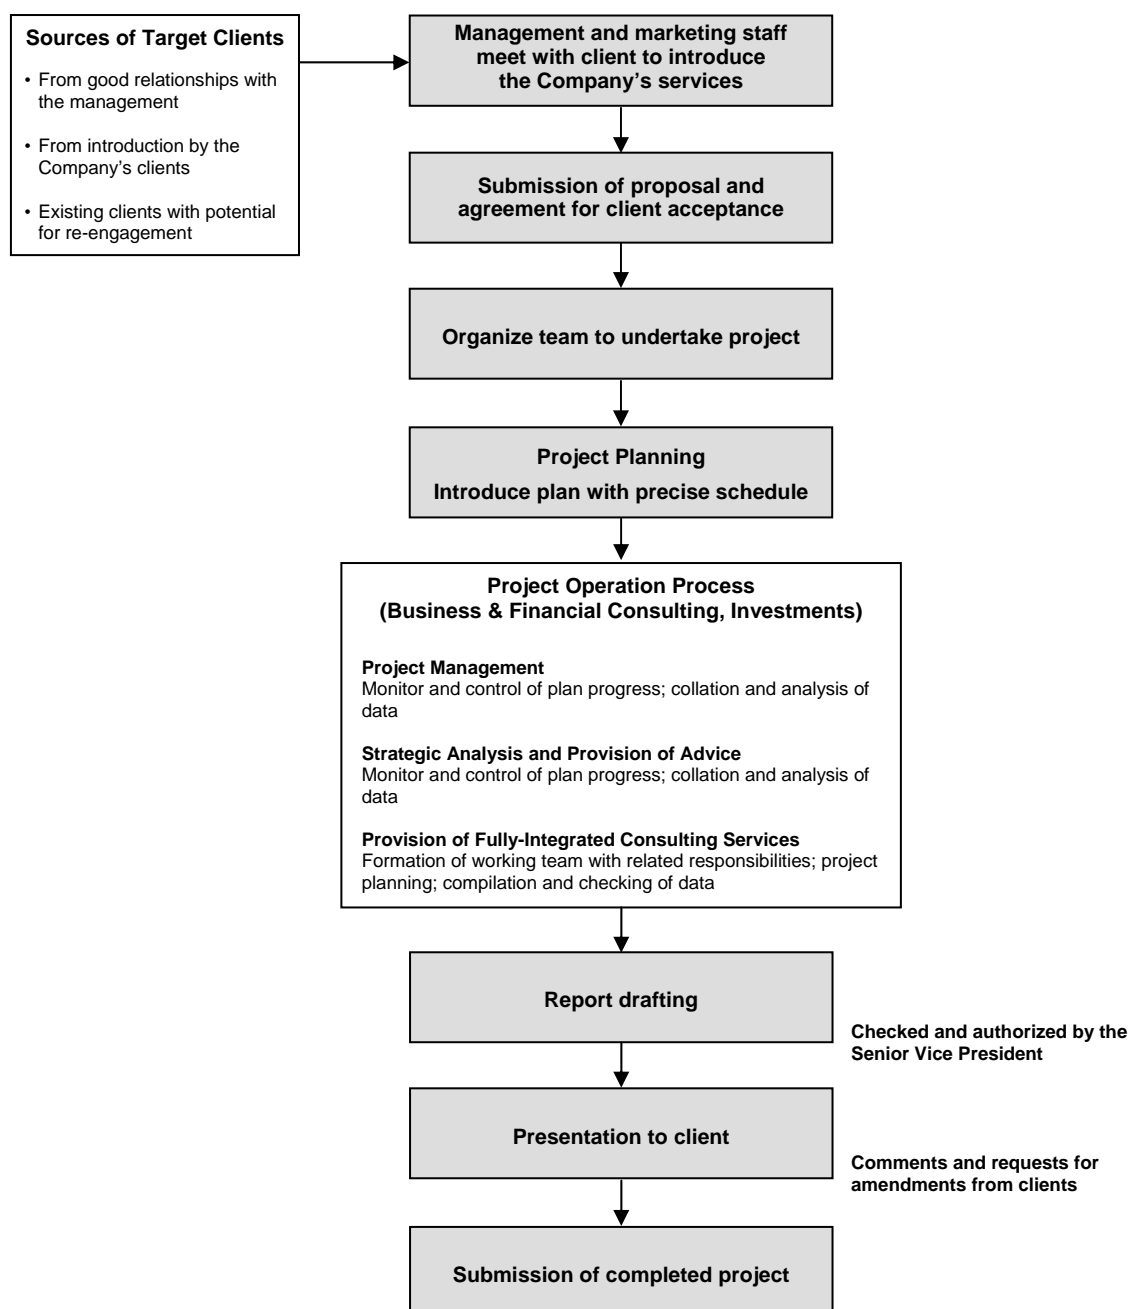 Sources of Target Clients
• From good relationships with
the management
• From introduction by the
Company’s clients
• Existing clients with potential
for re-engagement
Management and marketing staff
meet with client to introduce
the Company’s services
Submission of proposal and
agreement for client acceptance
Organize team to undertake project
Project Planning
Introduce plan with precise schedule
Project Operation Process
(Business & Financial Consulting, Investments)
Project Management
Monitor and control of plan progress; collation and analysis of
data
Strategic Analysis and Provision of Advice
Monitor and control of plan progress; collation and analysis of
data
Provision of Fully-Integrated Consulting Services
Formation of working team with related responsibilities; project
planning; compilation and checking of data
Report drafting
Checked and authorized by the
Senior Vice President
Presentation to client
Comments and requests for
amendments from clients
Submission of completed project